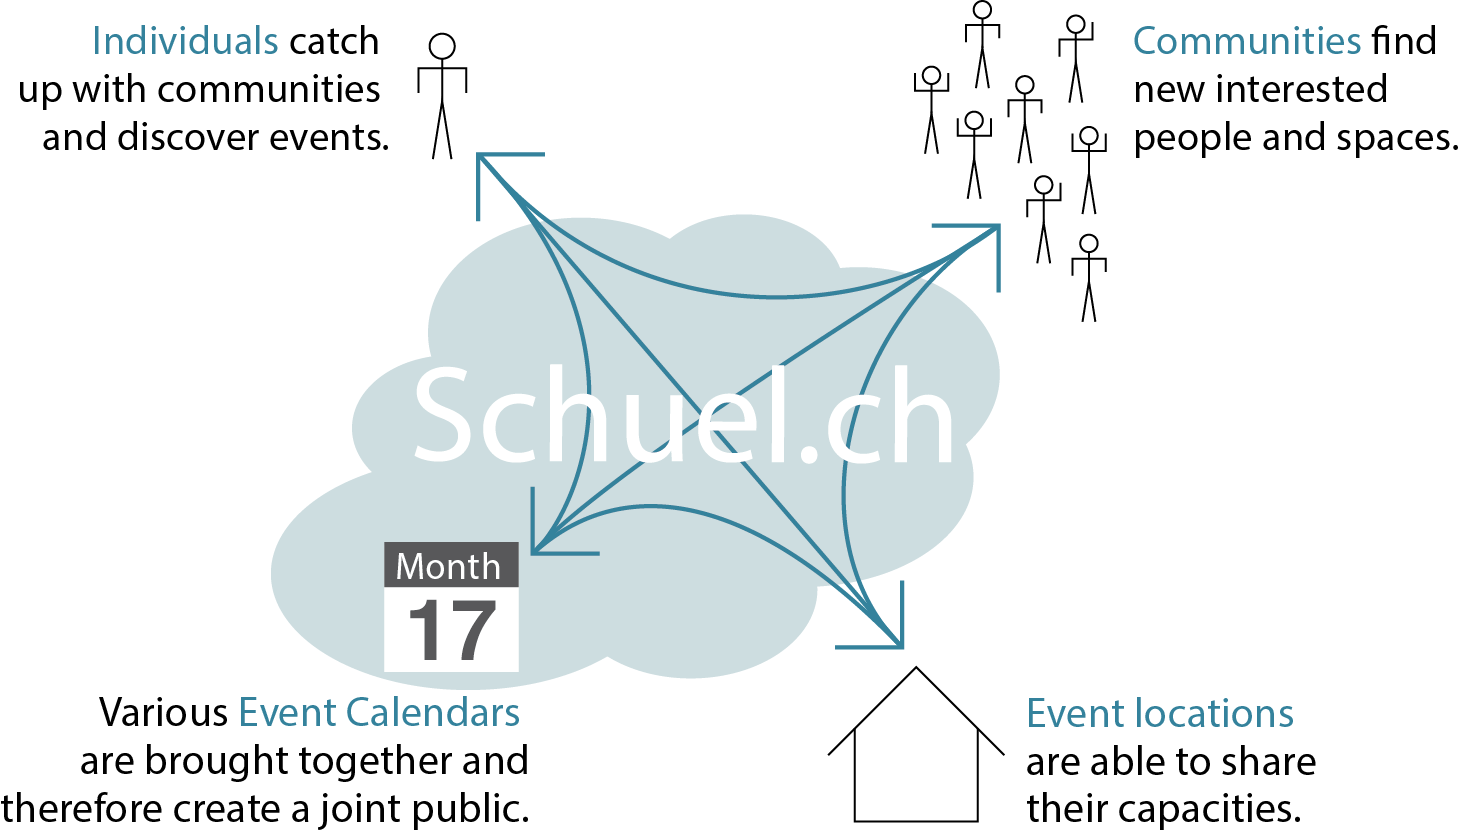 Individuals catch
up with communities
and discover events.
Communities find
new interested
people and spaces.
Schuel.ch
Month
17
Various Event Calendars
are brought together and
therefore create a joint public.
Event locations
are able to share
their capacities.